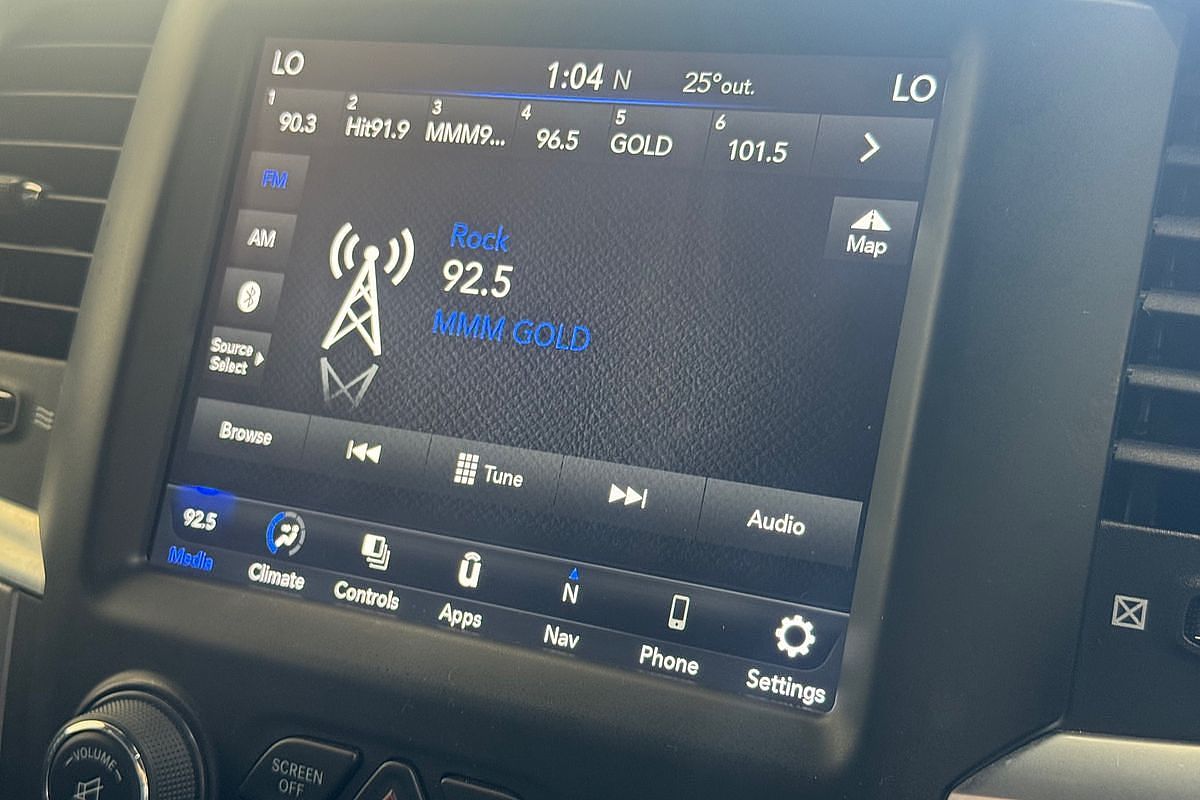 LO 1:04 N 25°out. LO
1 2 3 4 5 6
90.3 Hit91.9 MMM9... 96.5 GOLD 101.5
FM
AM
Source
Select
Rock
92.5
MMM GOLD
Map
Browse Tune Audio
92.5 N
Media Climate Controls Apps Nav Phone Settings
VOLUME
SCREEN
OFF